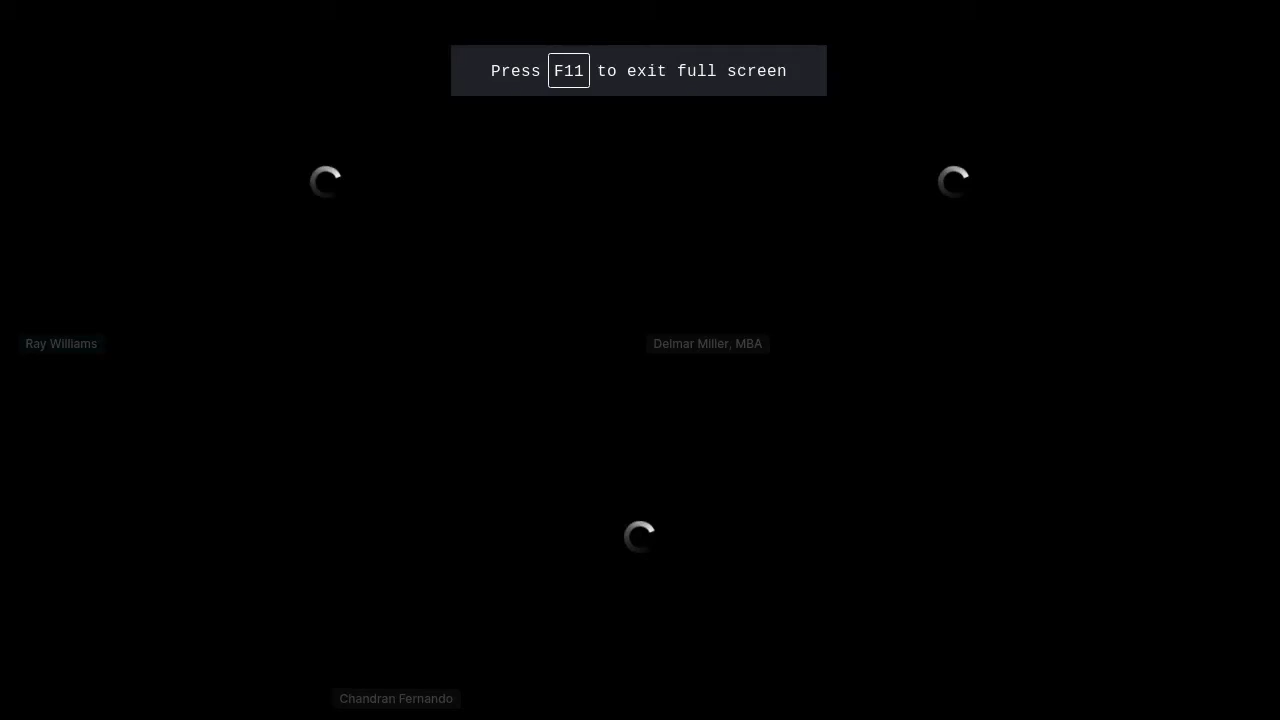 Press F11 to exit full screen
Ray Williams
Delmar Miller, MBA
Chandran Fernando